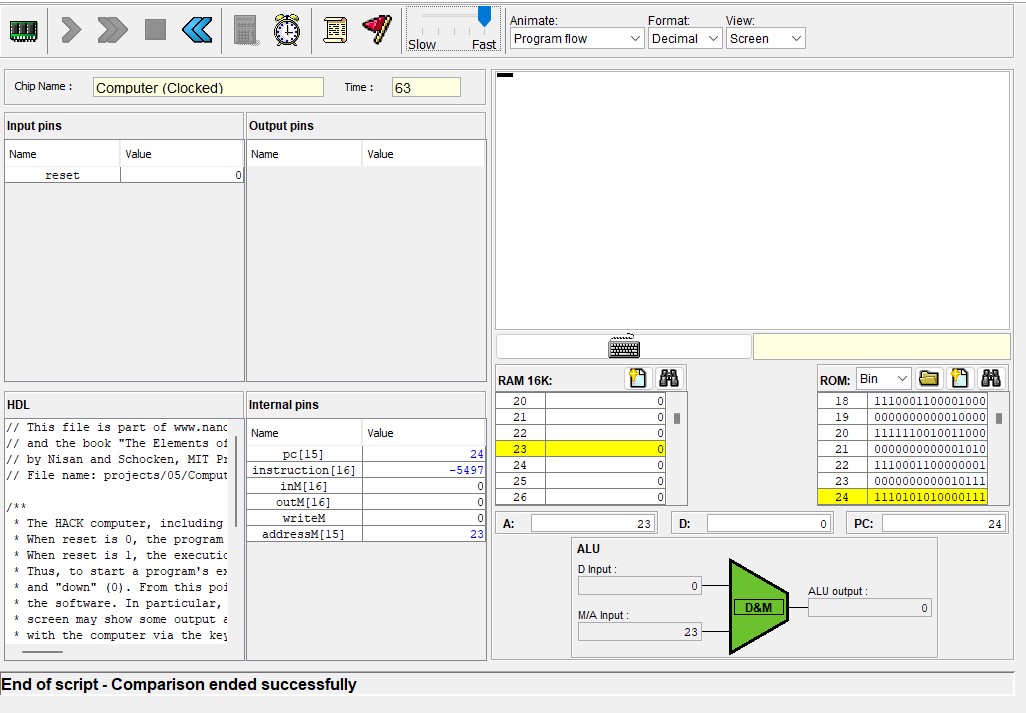 Slow Fast
Animate:
Program flow
Format:
Decimal
View:
Screen
Chip Name : Computer (Clocked) Time : 63
Input pins
Name Value
reset 0
Output pins
Name Value
HDL
// This file is part of www.nand
// and the book "The Elements of
// by Nisan and Schocken, MIT Pr
// File name: projects/05/Comput
/**
* The HACK computer, including
* When reset is 0, the program
* When reset is 1, the executio
* Thus, to start a program's ex
* and "down" (0). From this poi
* the software. In particular,
* screen may show some output a
* with the computer via the key
Internal pins
Name Value
pc[15] 24
instruction[16] -5497
inM[16] 0
outM[16] 0
writeM 0
addressM[15] 23
RAM 16K:
20 0
21 0
22 0
23 0
24 0
25 0
26 0
ROM: Bin
18 1110001100001000
19 0000000000010000
20 1111110010011000
21 0000000000001010
22 1110001100000001
23 0000000000010111
24 1110101010000111
A: 23
D: 0
PC: 24
ALU
D Input :
0
M/A Input :
23
D&M
ALU output :
0
End of script - Comparison ended successfully